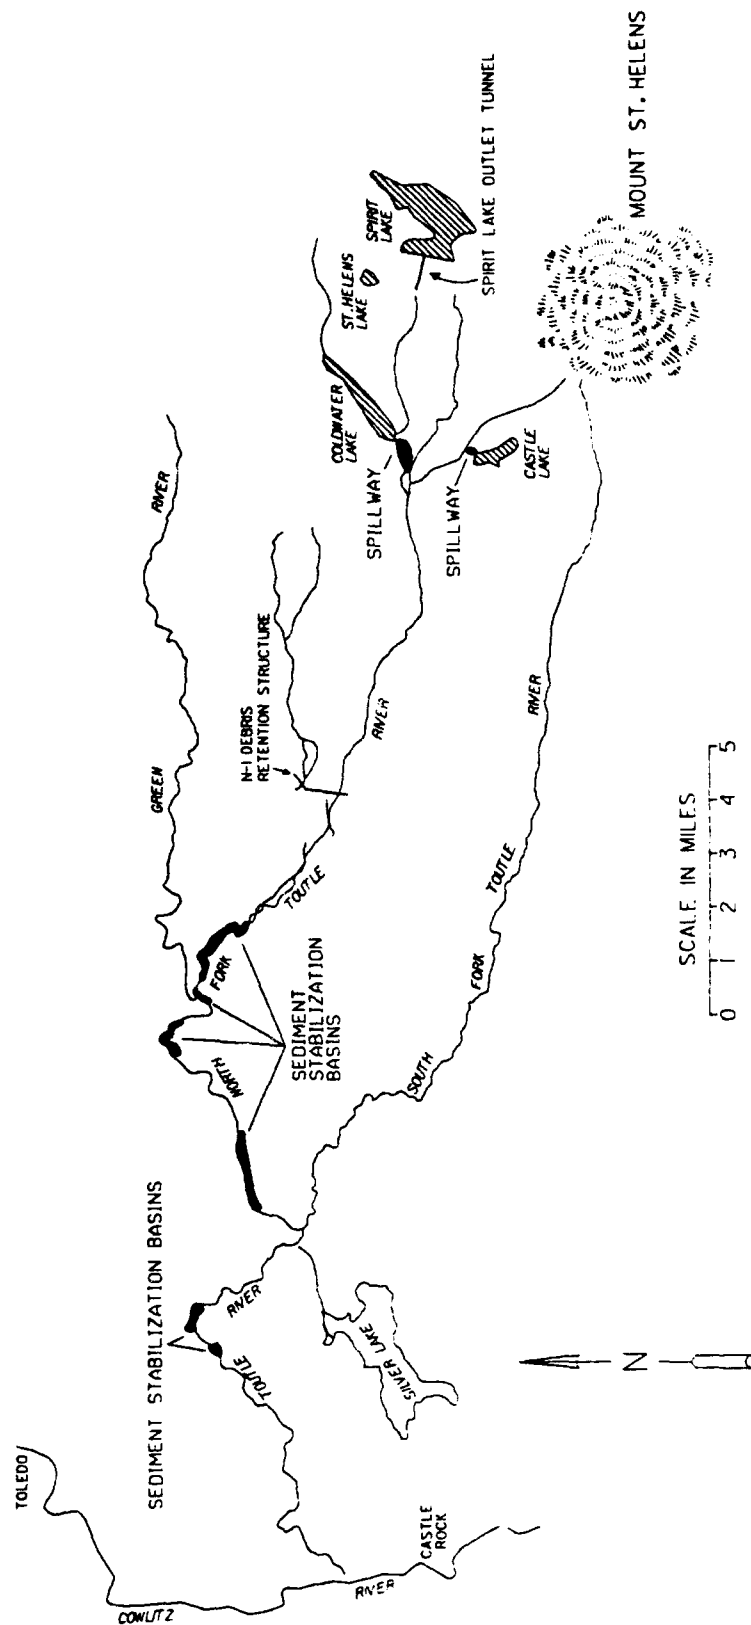 TOLEDO
COWLITZ
RIVER
CASTLE
ROCK
SEDIMENT STABILIZATION BASINS
TOUTLE
RIVER
SILVER LAKE
N
NORTH
FORK
TOUTLE
RIVER
SEDIMENT
STABILIZATION
BASINS
GREEN
RIVER
N-1 DEBRIS
RETENTION STRUCTURE
SOUTH
FORK
TOUTLE
RIVER
SPILLWAY
SPILLWAY
COLDWATER
LAKE
CASTLE
LAKE
ST. HELENS
LAKE
SPIRIT
LAKE
SPIRIT LAKE OUTLET TUNNEL
MOUNT ST. HELENS
SCALE IN MILES
0 1 2 3 4 5